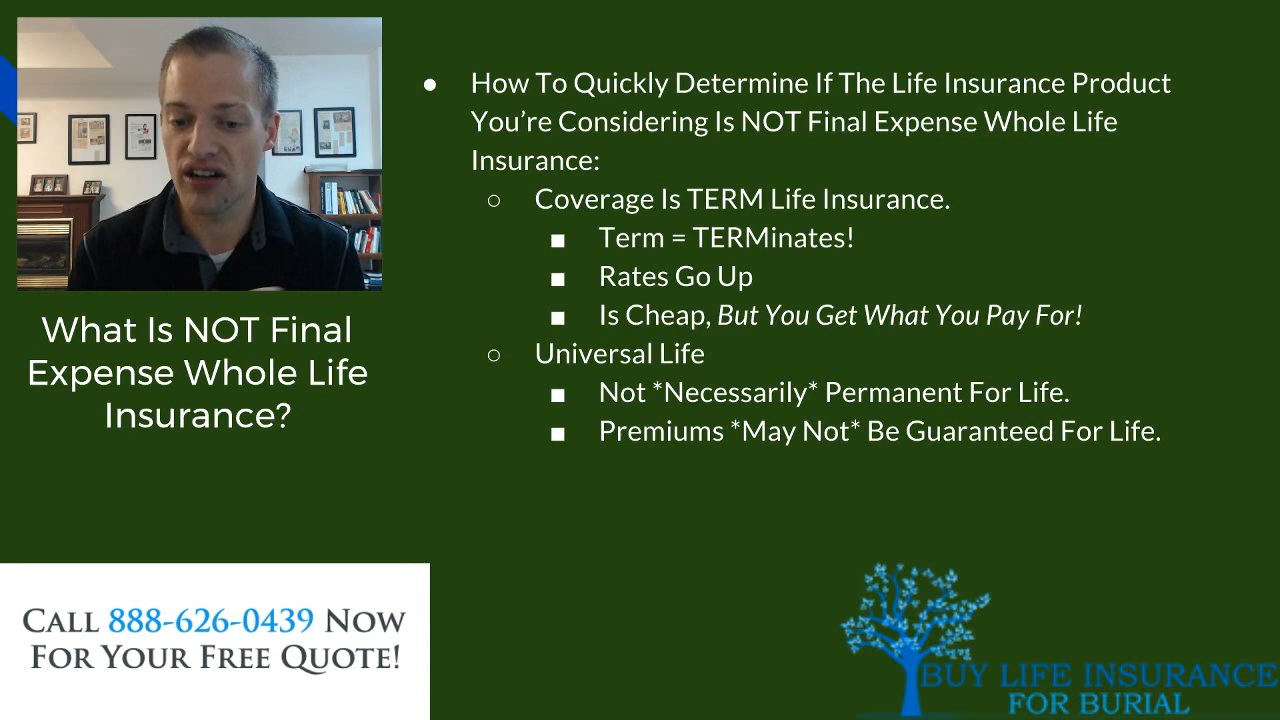 ● How To Quickly Determine If The Life Insurance Product
You’re Considering Is NOT Final Expense Whole Life
Insurance:
○ Coverage Is TERM Life Insurance.
■ Term = TERMinates!
■ Rates Go Up
■ Is Cheap, But You Get What You Pay For!
○ Universal Life
■ Not *Necessarily* Permanent For Life.
■ Premiums *May Not* Be Guaranteed For Life.
What Is NOT Final
Expense Whole Life
Insurance?
Call 888-626-0439 Now
For Your Free Quote!
BUY LIFE INSURANCE
FOR BURIAL